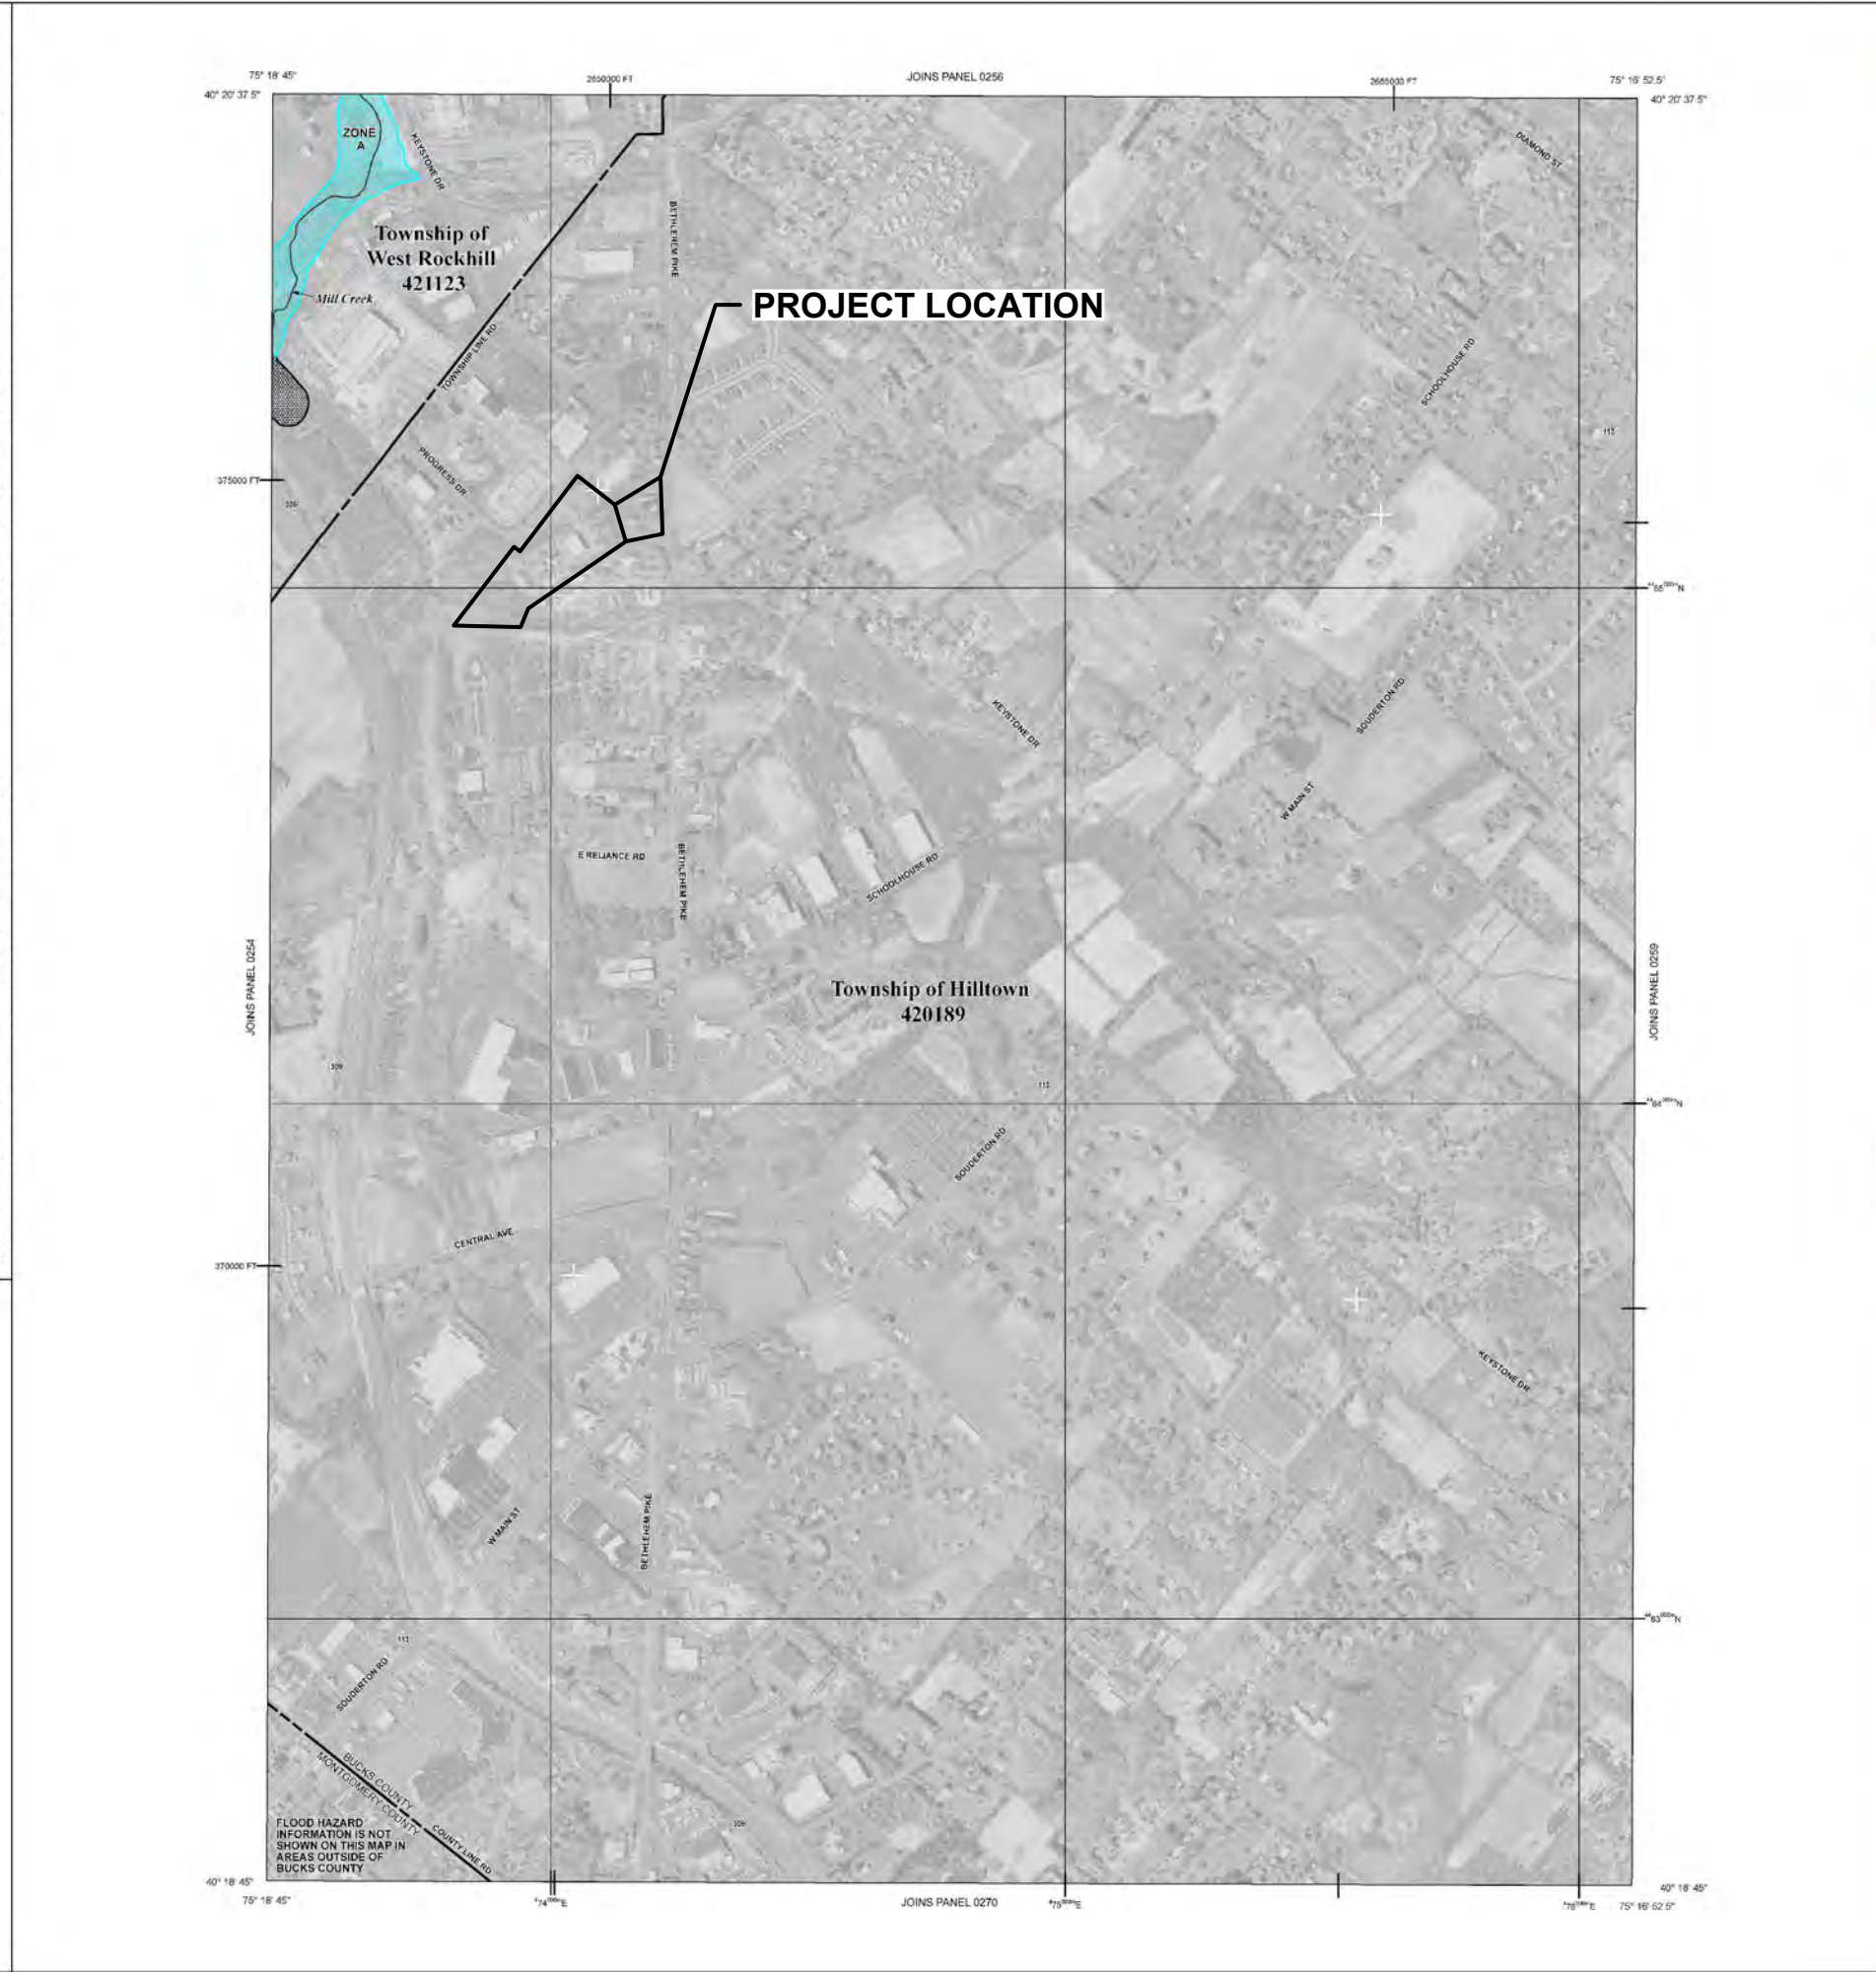 75° 18' 45"
2650000 FT
JOINS PANEL 0256
2655000 FT
75° 16' 52.5"
40° 20' 37.5"
40° 20' 37.5"
ZONE
A
KEYSTONE DR
DIAMOND ST
Township of
West Rockhill
421123
BETHLEHEM PIKE
Mill Creek
PROJECT LOCATION
TOWNSHIP LINE RD
SCHOOLHOUSE RD
113
PROGRESS DR
375000 FT
309
KEYSTONE DR
SOUDERTON RD
W MAIN ST
E RELIANCE RD
BETHLEHEM PIKE
SCHOOLHOUSE RD
JOINS PANEL 0254
JOINS PANEL 0259
Township of Hilltown
420189
309
113
SOUDERTON RD
CENTRAL AVE
370000 FT
KEYSTONE DR
W MAIN ST
BETHLEHEM PIKE
113
SOUDERTON RD
BUCKS COUNTY
MONTGOMERY COUNTY
COUNTY LINE RD
309
FLOOD HAZARD
INFORMATION IS NOT
SHOWN ON THIS MAP IN
AREAS OUTSIDE OF
BUCKS COUNTY
40° 18' 45"
40° 18' 45"
75° 18' 45"
JOINS PANEL 0270
75° 16' 52.5"